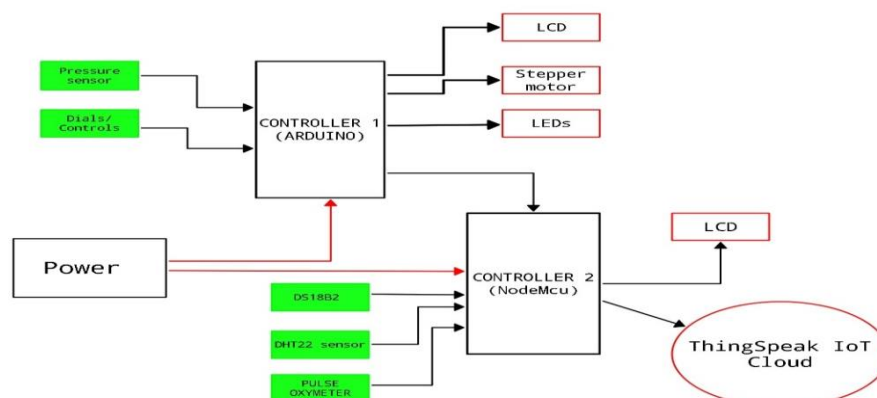 LCD
Pressure
sensor
Stepper
motor
Dials/
Controls
CONTROLLER 1
(ARDUINO)
LEDs
Power
LCD
CONTROLLER 2
(NodeMcu)
DS18B2
DHT22 sensor
ThingSpeak IoT
Cloud
PULSE
OXYMETER